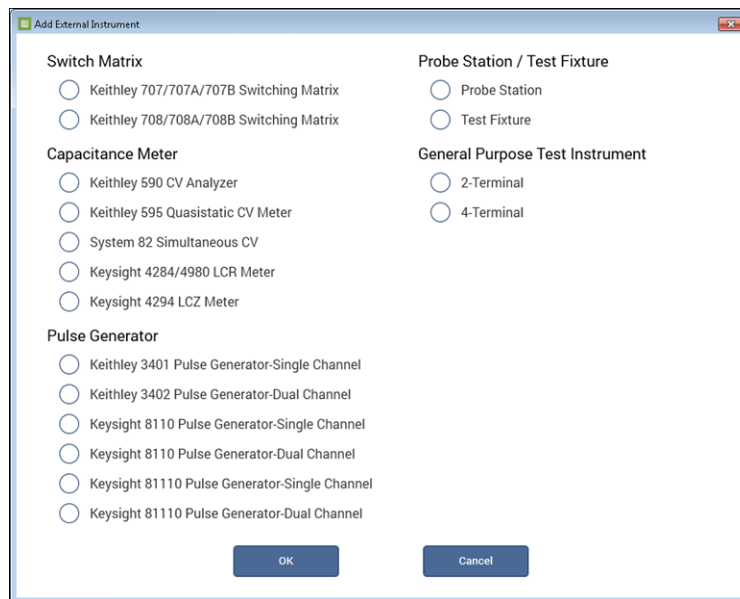 Add External Instrument
Switch Matrix
Keithley 707/707A/707B Switching Matrix
Keithley 708/708A/708B Switching Matrix
Capacitance Meter
Keithley 590 CV Analyzer
Keithley 595 Quasistatic CV Meter
System 82 Simultaneous CV
Keysight 4284/4980 LCR Meter
Keysight 4294 LCZ Meter
Pulse Generator
Keithley 3401 Pulse Generator-Single Channel
Keithley 3402 Pulse Generator-Dual Channel
Keysight 8110 Pulse Generator-Single Channel
Keysight 8110 Pulse Generator-Dual Channel
Keysight 81110 Pulse Generator-Single Channel
Keysight 81110 Pulse Generator-Dual Channel
Probe Station / Test Fixture
Probe Station
Test Fixture
General Purpose Test Instrument
2-Terminal
4-Terminal
OK
Cancel